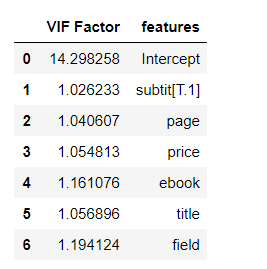 VIF Factor features
0 14.298258 Intercept
1 1.026233 subtit[T.1]
2 1.040607 page
3 1.054813 price
4 1.161076 ebook
5 1.056896 title
6 1.194124 field